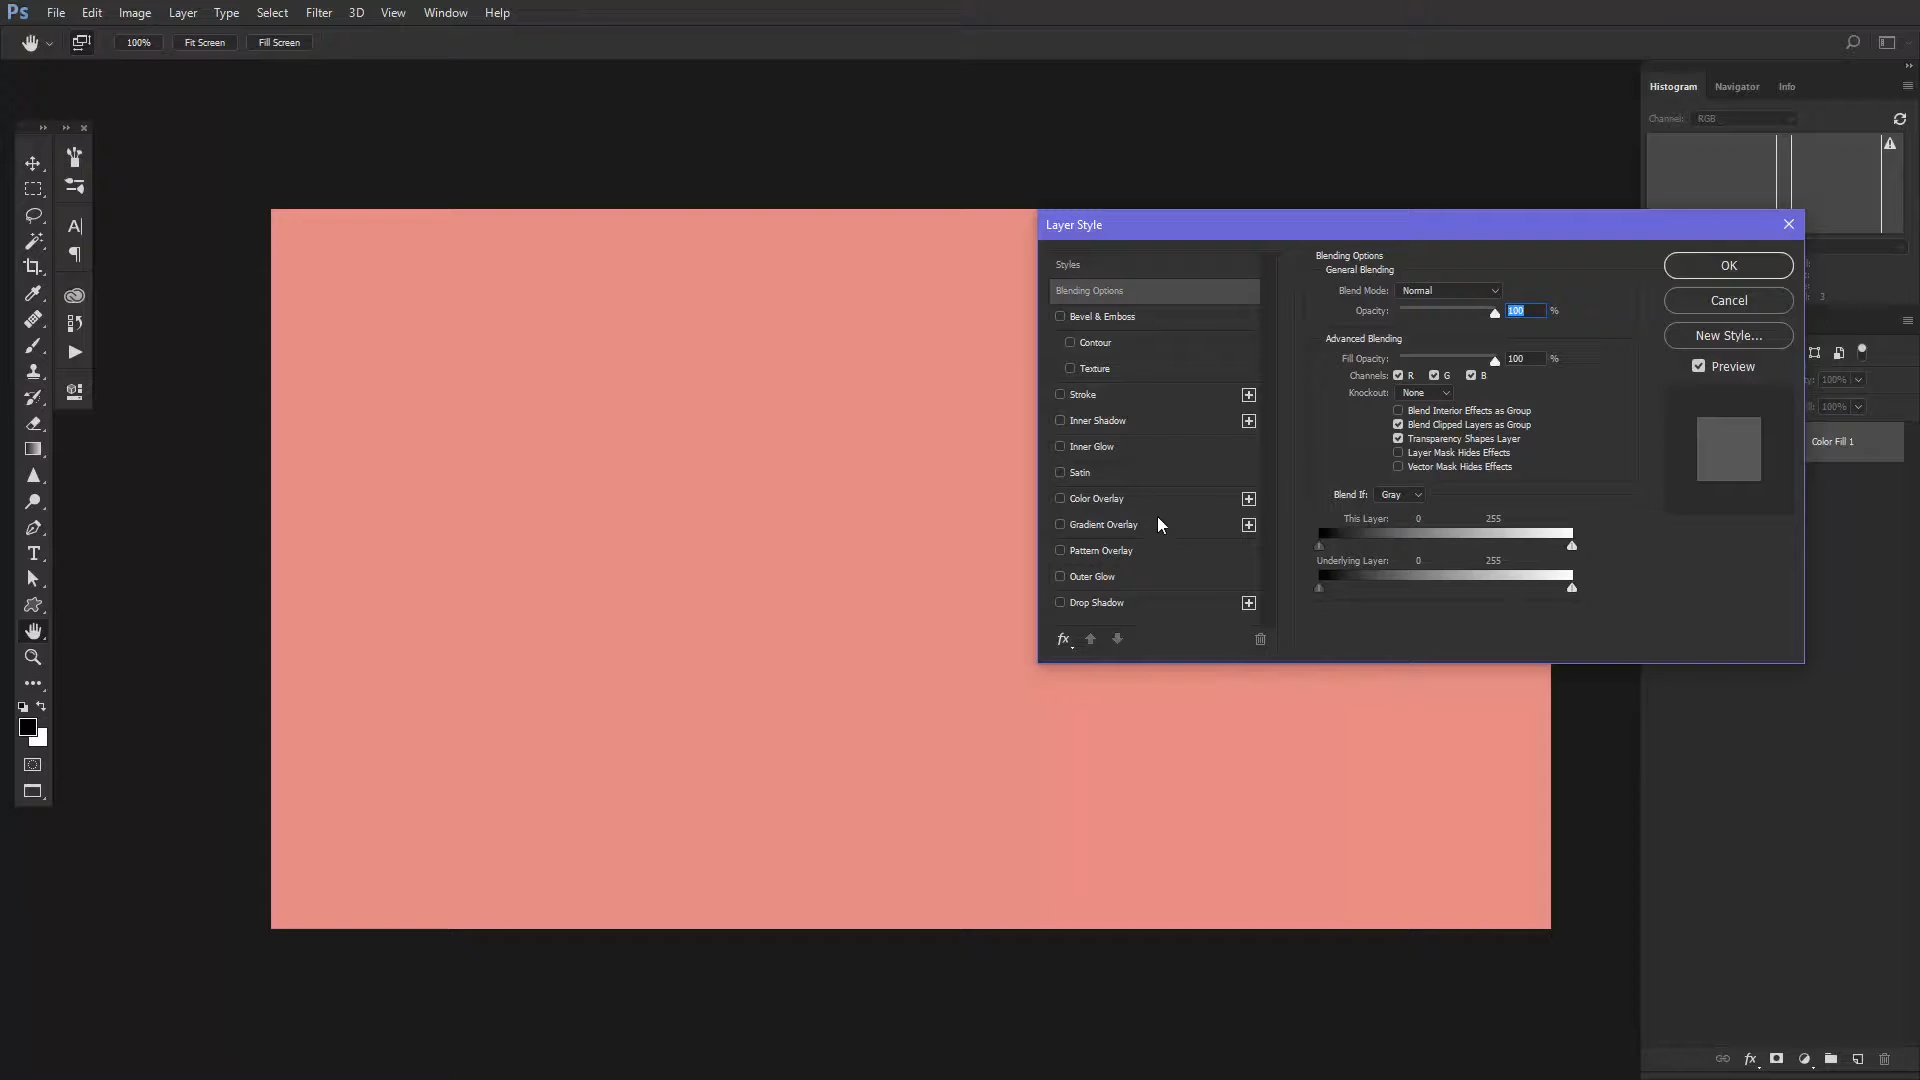 Ps File Edit Image Layer Type Select Filter 3D View Window Help
100% Fit Screen Fill Screen
Histogram Navigator Info
Channel: RGB
Layer Style
Styles
Blending Options
Bevel & Emboss
Contour
Texture
Stroke
Inner Shadow
Inner Glow
Satin
Color Overlay
Gradient Overlay
Pattern Overlay
Outer Glow
Drop Shadow
fx
Blending Options
General Blending
Blend Mode: Normal
Opacity: 100 %
Advanced Blending
Fill Opacity: 100 %
Channels: R G B
Knockout: None
Blend Interior Effects as Group
Blend Clipped Layers as Group
Transparency Shapes Layer
Layer Mask Hides Effects
Vector Mask Hides Effects
Blend If: Gray
This Layer: 0 255
Underlying Layer: 0 255
OK
Cancel
New Style...
Preview
3
100%
100%
Color Fill 1
fx